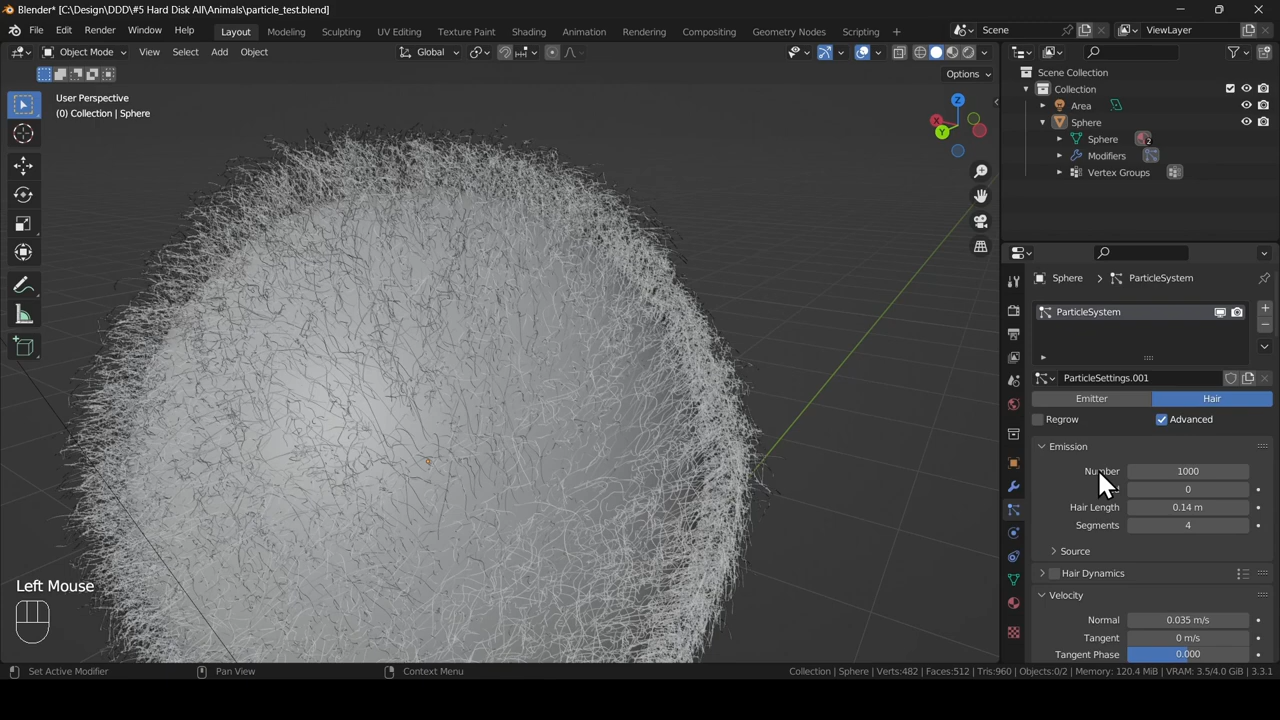 Blender* [C:\Design\DDD\#5 Hard Disk All\Animals\particle_test.blend]
File Edit Render Window Help Layout Modeling Sculpting UV Editing Texture Paint Shading Animation Rendering Compositing Geometry Nodes Scripting + Scene ViewLayer
Object Mode View Select Add Object Global
Options
User Perspective
(0) Collection | Sphere
X
Y
Z
Scene Collection
Collection
Area
Sphere
Sphere 2
Modifiers
Vertex Groups
Sphere > ParticleSystem
ParticleSystem
ParticleSettings.001
Emitter Hair
Regrow Advanced
Emission
Number 1000
0
Hair Length 0.14 m
Segments 4
Source
Hair Dynamics
Velocity
Normal 0.035 m/s
Tangent 0 m/s
Tangent Phase 0.000
Left Mouse
Set Active Modifier Pan View Context Menu Collection | Sphere | Verts:482 | Faces:512 | Tris:960 | Objects:0/2 | Memory: 120.4 MiB | VRAM: 3.5/4.0 GiB | 3.3.1